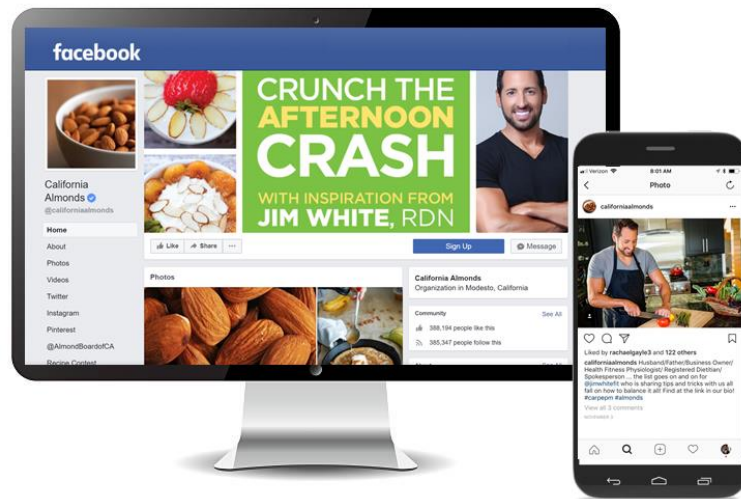 facebook
CRUNCH THE
AFTERNOON
CRASH
WITH INSPIRATION FROM
JIM WHITE, RDN
California
Almonds
@californiaalmonds
Home
About
Photos
Videos
Twitter
Instagram
Pinterest
@AlmondBoardofCA
Recipe Contest
Like
Share
Sign Up
Message
Photos
California Almonds
Organization in Modesto, California
Community
See All
388,194 people like this
385,347 people follow this
See All
Verizon
8:01 AM
Photo
californiaalmonds
Liked by rachaelgayle3 and 122 others
californiaalmonds Husband/Father/Business Owner/
Health Fitness Physiologist/ Registered Dietitian/
Spokesperson ... the list goes on and on for
@jimwhitefit who is sharing tips and tricks with us all
fall on how to balance it all! Find at the link in our bio!
#carpepm #almonds
View all 3 comments